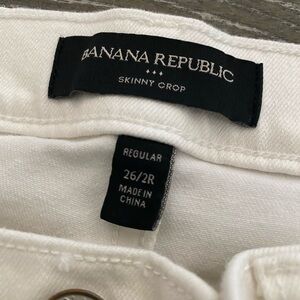 BANANA REPUBLIC
SKINNY CROP
REGULAR
26/2R
MADE IN
CHINA